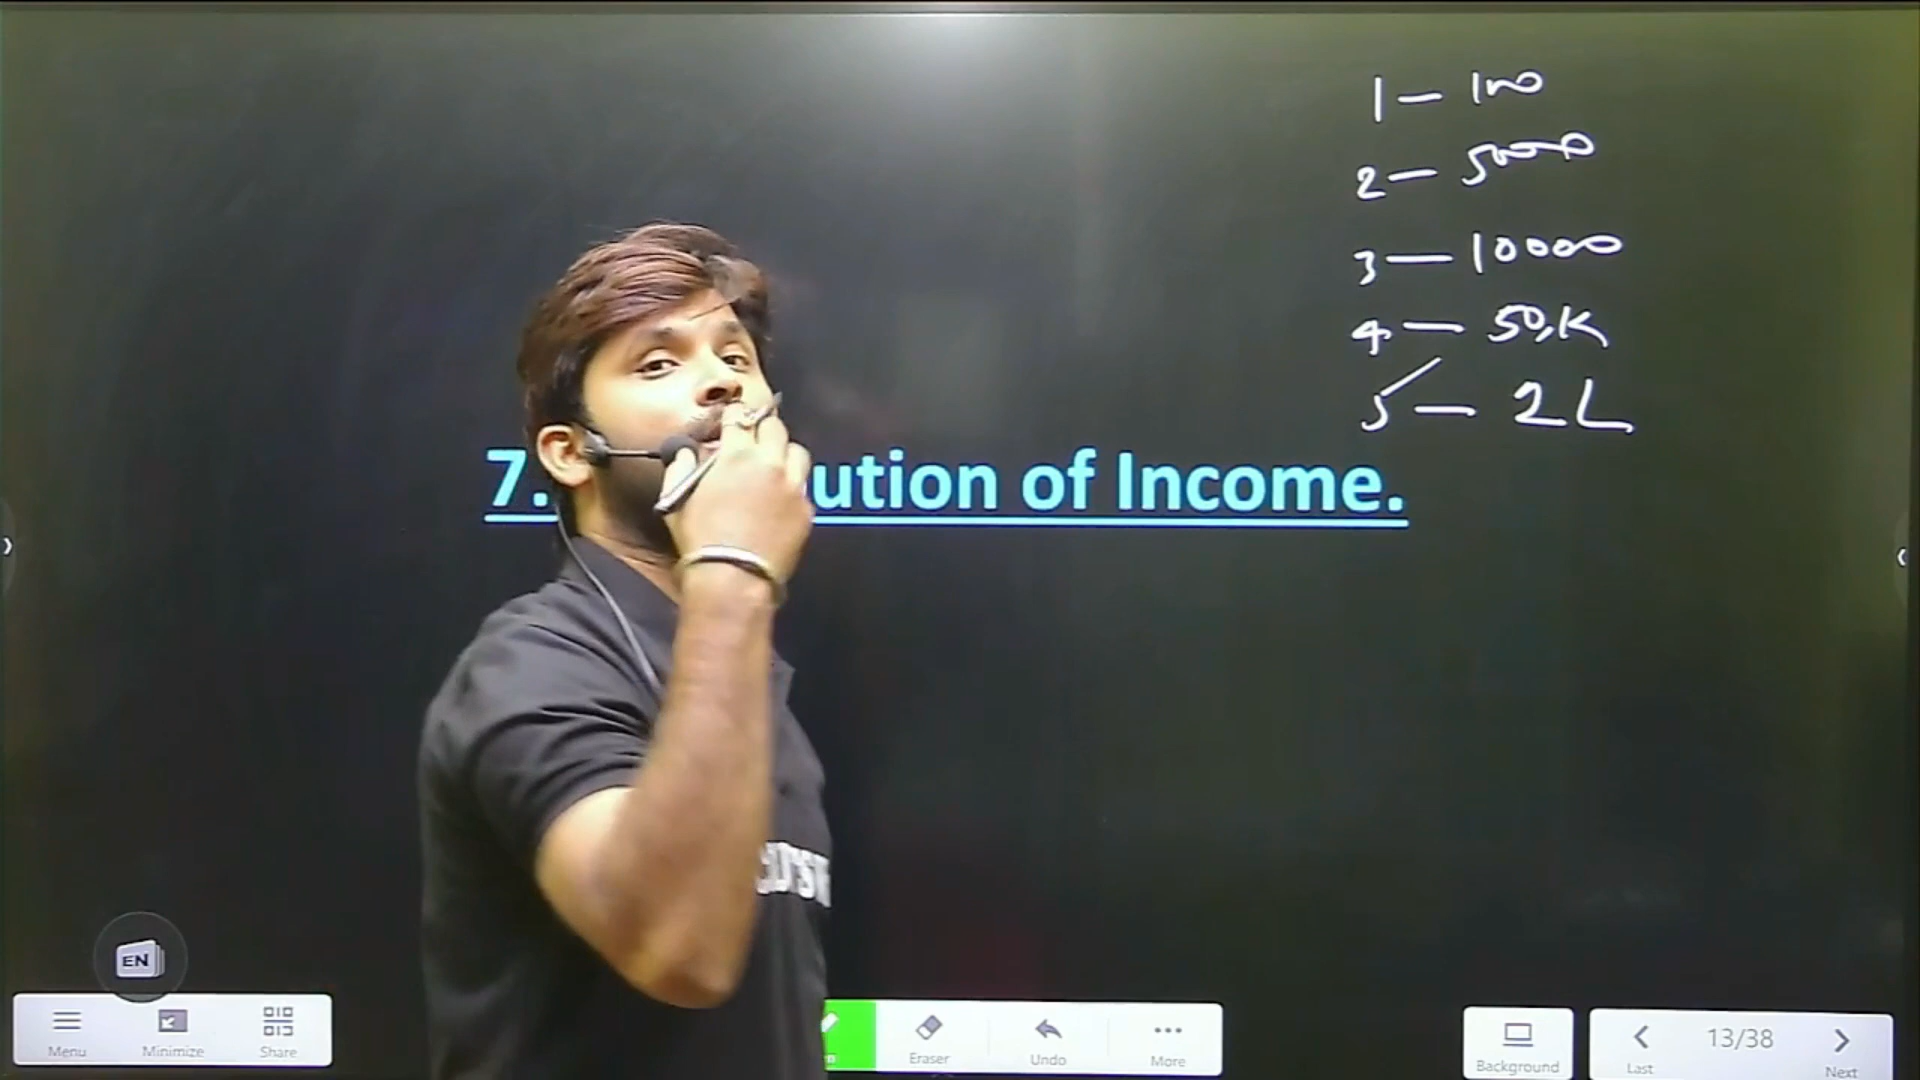 1 – 100
2 – 5000
3 – 10000
4 – 50,K
5 – 2L
7. ution of Income.
EN
Menu
Minimize
Share
Eraser
Undo
More
Background
Last
13/38
Next